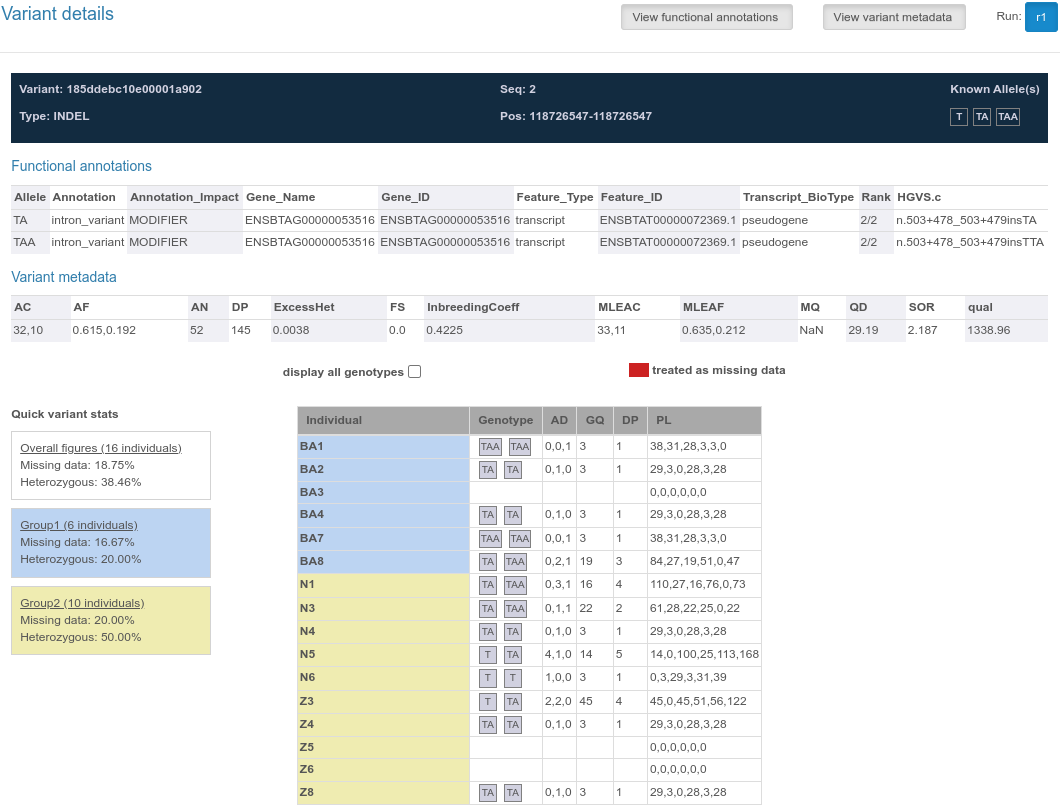 Variant details
View functional annotations View variant metadata Run: r1
Variant: 185ddebc10e00001a902 Seq: 2 Known Allele(s)
Type: INDEL Pos: 118726547-118726547 T TA TAA
Functional annotations
Allele Annotation Annotation_Impact Gene_Name Gene_ID Feature_Type Feature_ID Transcript_BioType Rank HGVS.c
TA intron_variant MODIFIER ENSBTAG00000053516 ENSBTAG00000053516 transcript ENSBTAT00000072369.1 pseudogene 2/2 n.503+478_503+479insTA
TAA intron_variant MODIFIER ENSBTAG00000053516 ENSBTAG00000053516 transcript ENSBTAT00000072369.1 pseudogene 2/2 n.503+478_503+479insTTA
Variant metadata
AC AF AN DP ExcessHet FS InbreedingCoeff MLEAC MLEAF MQ QD SOR qual
32,10 0.615,0.192 52 145 0.0038 0.0 0.4225 33,11 0.635,0.212 NaN 29.19 2.187 1338.96
display all genotypes treated as missing data
Quick variant stats
Overall figures (16 individuals)
Missing data: 18.75%
Heterozygous: 38.46%
Group1 (6 individuals)
Missing data: 16.67%
Heterozygous: 20.00%
Group2 (10 individuals)
Missing data: 20.00%
Heterozygous: 50.00%
Individual Genotype AD GQ DP PL
BA1 TAA TAA 0,0,1 3 1 38,31,28,3,3,0
BA2 TA TA 0,1,0 3 1 29,3,0,28,3,28
BA3 0,0,0,0,0,0
BA4 TA TA 0,1,0 3 1 29,3,0,28,3,28
BA7 TAA TAA 0,0,1 3 1 38,31,28,3,3,0
BA8 TA TAA 0,2,1 19 3 84,27,19,51,0,47
N1 TA TAA 0,3,1 16 4 110,27,16,76,0,73
N3 TA TAA 0,1,1 22 2 61,28,22,25,0,22
N4 TA TA 0,1,0 3 1 29,3,0,28,3,28
N5 T TA 4,1,0 14 5 14,0,100,25,113,168
N6 T T 1,0,0 3 1 0,3,29,3,31,39
Z3 T TA 2,2,0 45 4 45,0,45,51,56,122
Z4 TA TA 0,1,0 3 1 29,3,0,28,3,28
Z5 0,0,0,0,0,0
Z6 0,0,0,0,0,0
Z8 TA TA 0,1,0 3 1 29,3,0,28,3,28